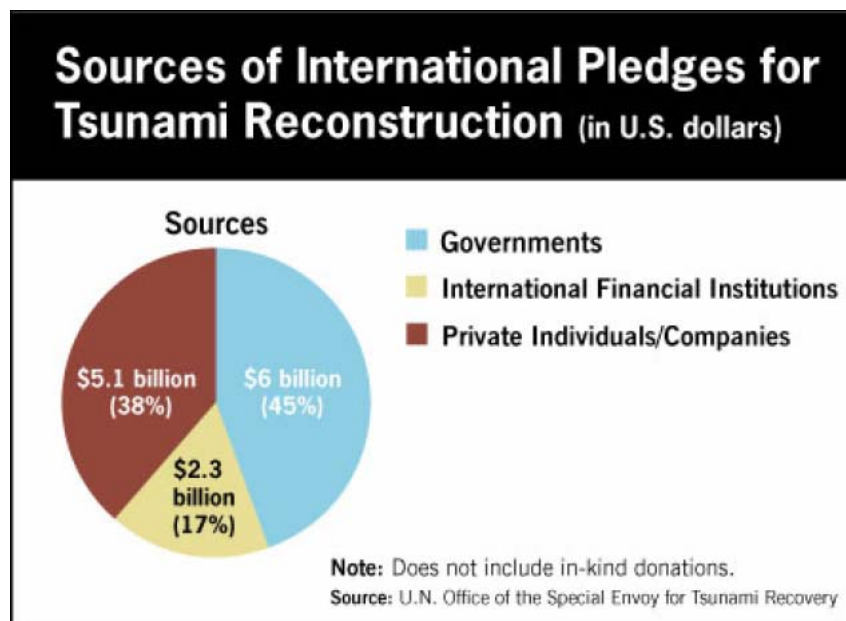 Sources of International Pledges for
Tsunami Reconstruction (in U.S. dollars)
Sources
Governments
International Financial Institutions
Private Individuals/Companies
$5.1 billion
(38%)
$6 billion
(45%)
$2.3
billion
(17%)
Note: Does not include in-kind donations.
Source: U.N. Office of the Special Envoy for Tsunami Recovery